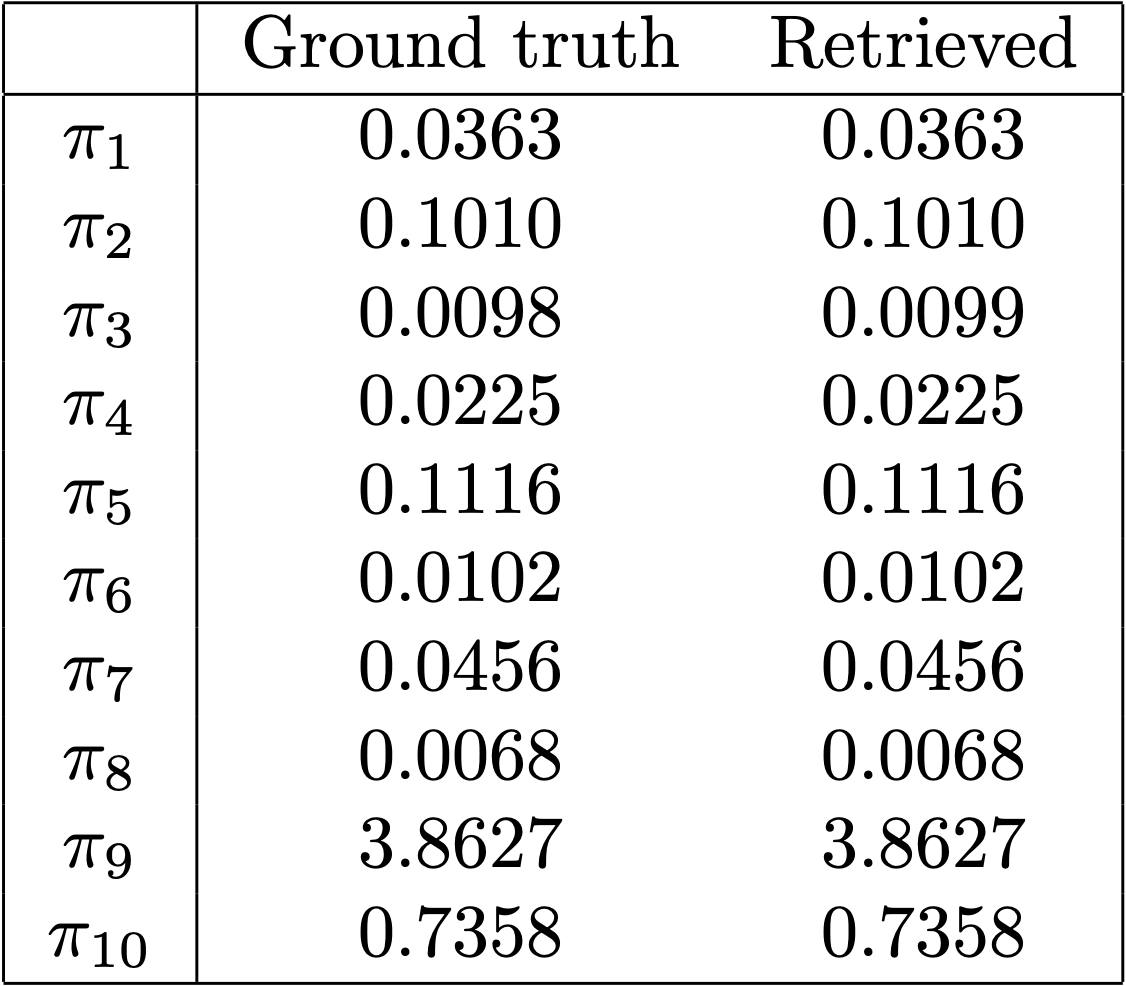 Ground truth Retrieved
π₁ 0.0363 0.0363
π₂ 0.1010 0.1010
π₃ 0.0098 0.0099
π₄ 0.0225 0.0225
π₅ 0.1116 0.1116
π₆ 0.0102 0.0102
π₇ 0.0456 0.0456
π₈ 0.0068 0.0068
π₉ 3.8627 3.8627
π₁₀ 0.7358 0.7358